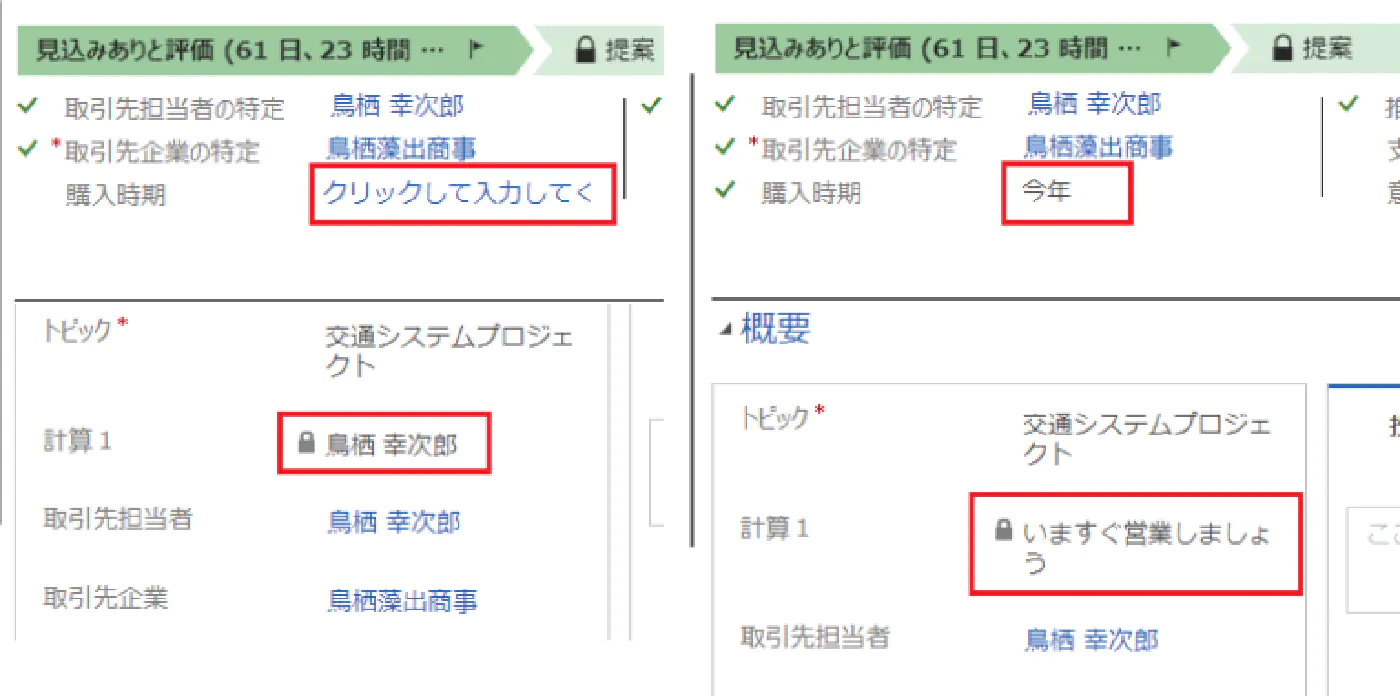 見込みありと評価 (61 日、23 時間 …
提案
取引先担当者の特定
鳥栖 幸次郎
*取引先企業の特定
鳥栖藻出商事
購入時期
クリックして入力してく
トピック*
交通システムプロジェ
クト
計算 1
鳥栖 幸次郎
取引先担当者
鳥栖 幸次郎
取引先企業
鳥栖藻出商事
見込みありと評価 (61 日、23 時間 …
提案
取引先担当者の特定
鳥栖 幸次郎
*取引先企業の特定
鳥栖藻出商事
購入時期
今年
概要
トピック*
交通システムプロジェ
クト
計算 1
いますぐ営業しましょ
う
取引先担当者
鳥栖 幸次郎